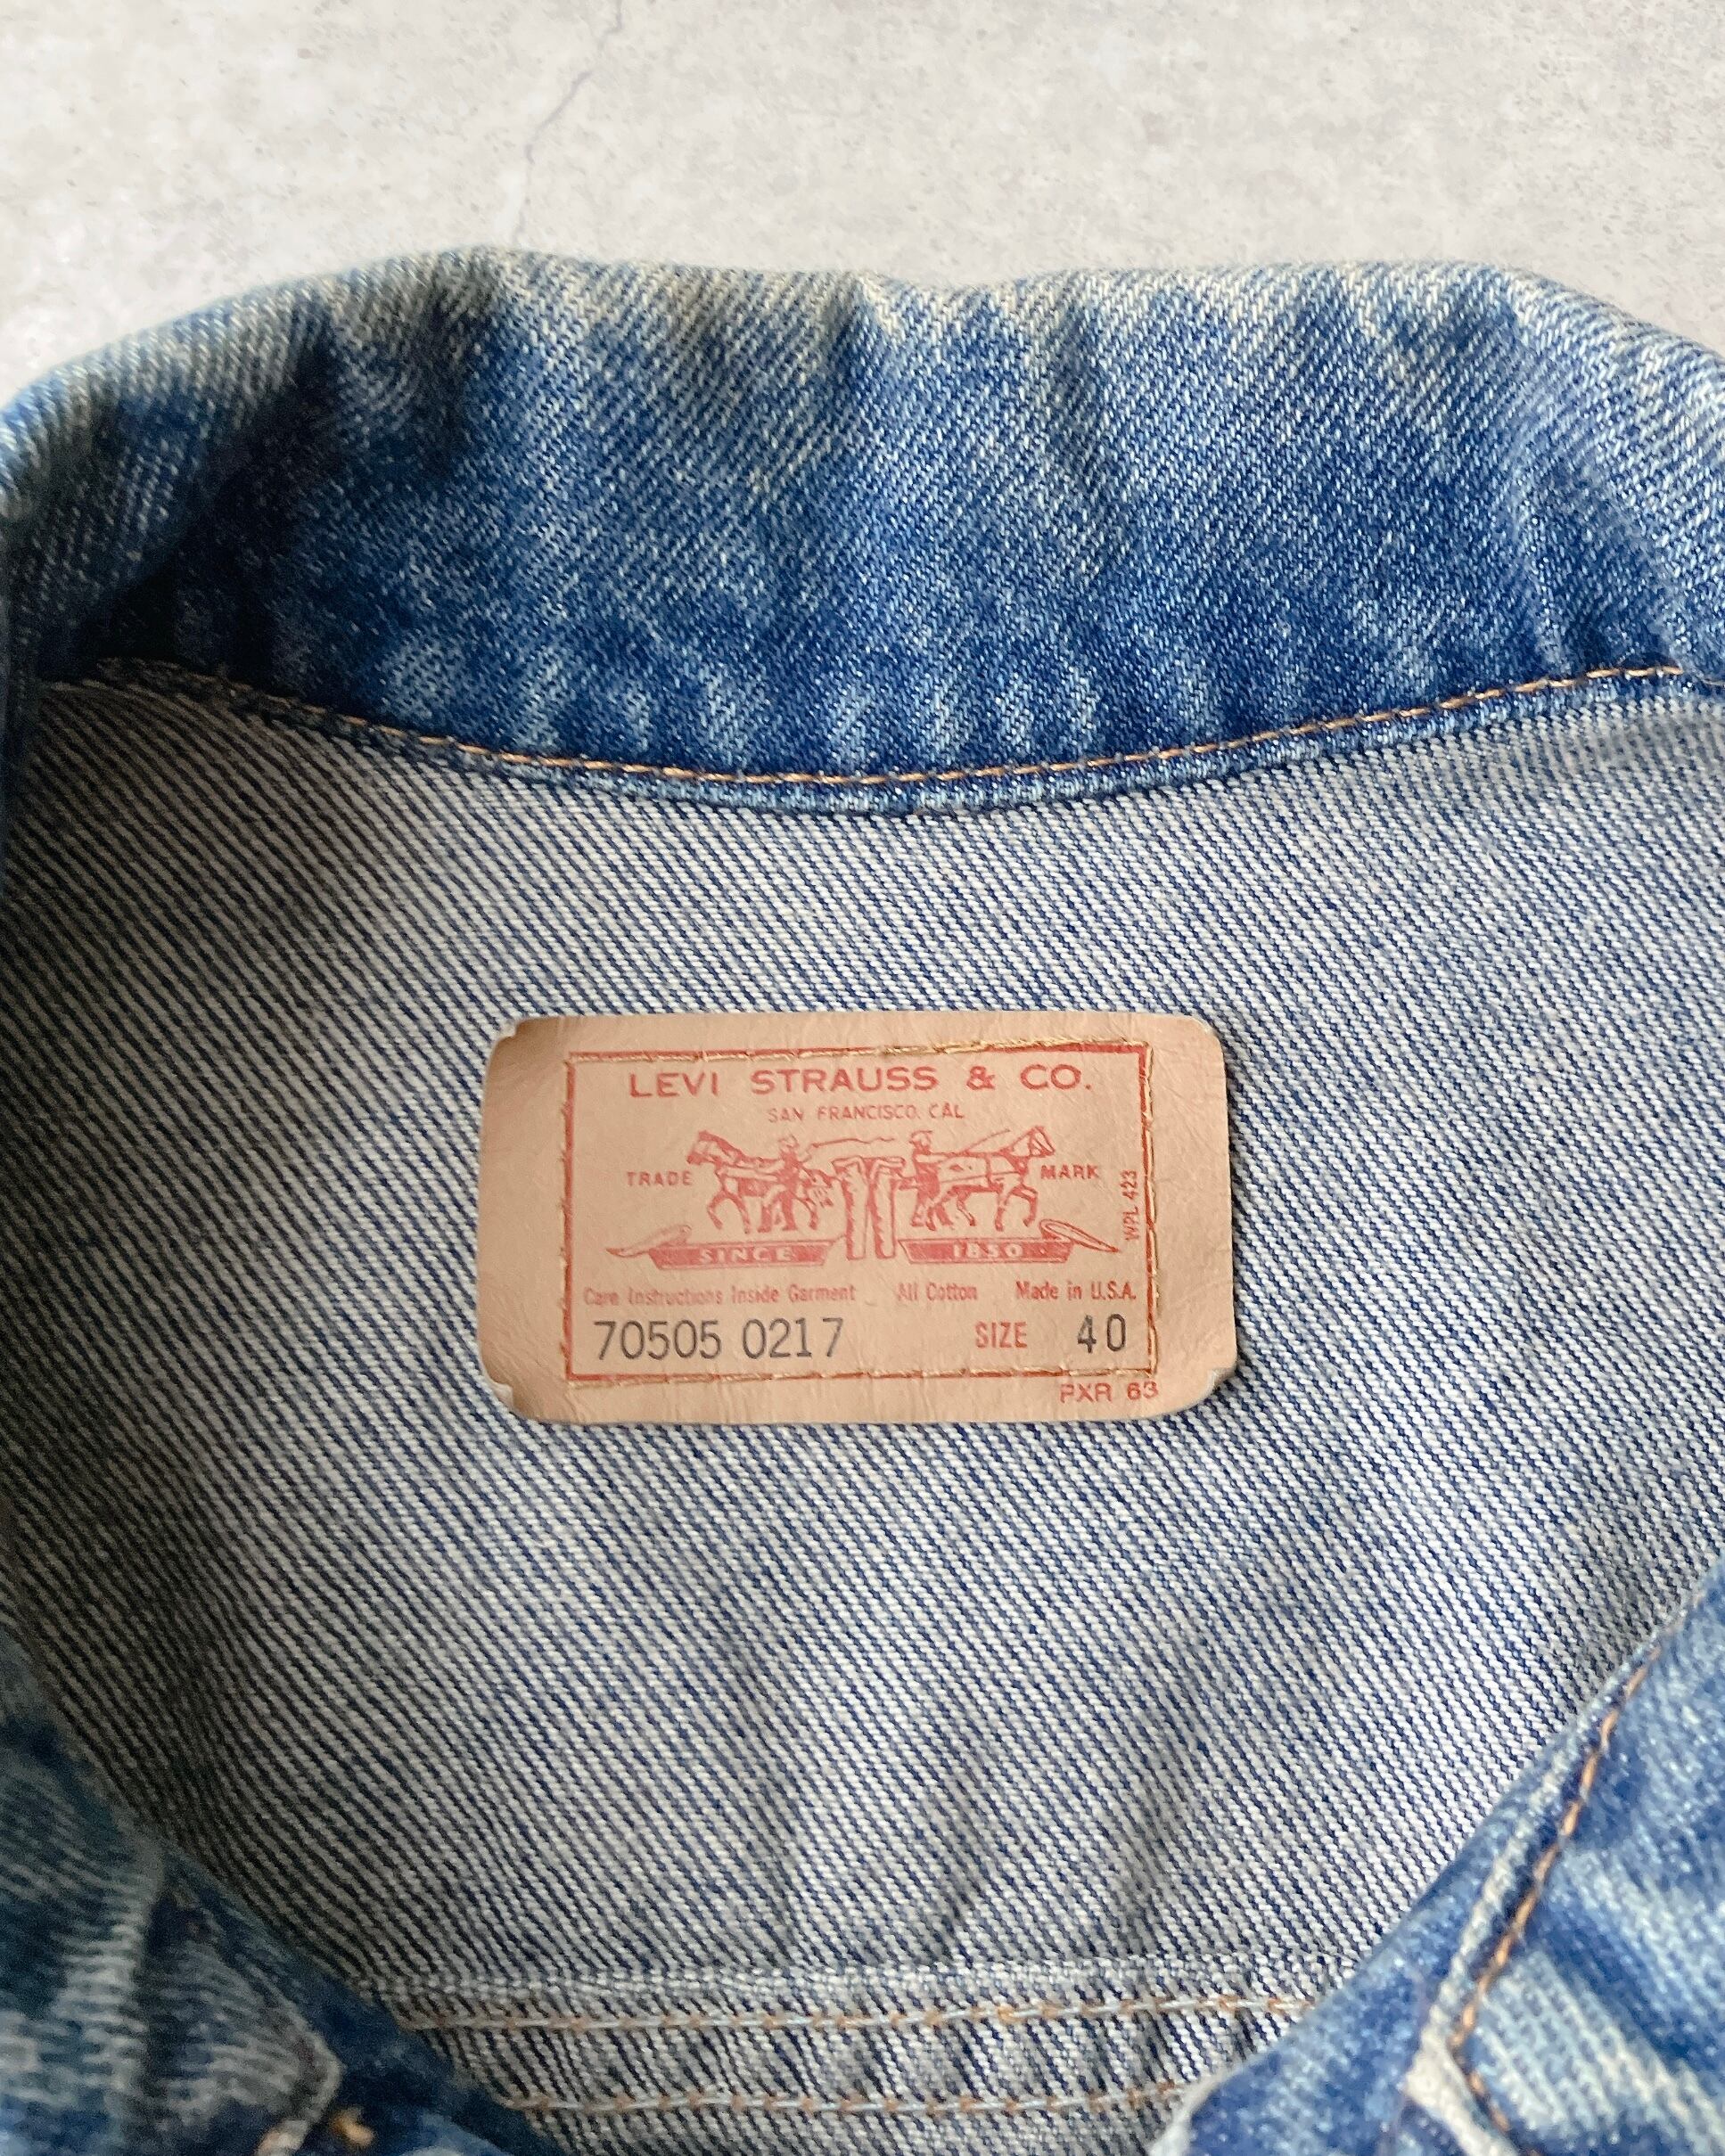 LEVI STRAUSS & CO.
SAN FRANCISCO. CAL
TRADE MARK
WPL 423
SINCE 1850
Care Instructions Inside Garment All Cotton Made in U.S.A.
70505 0217 SIZE 40
PXR 63